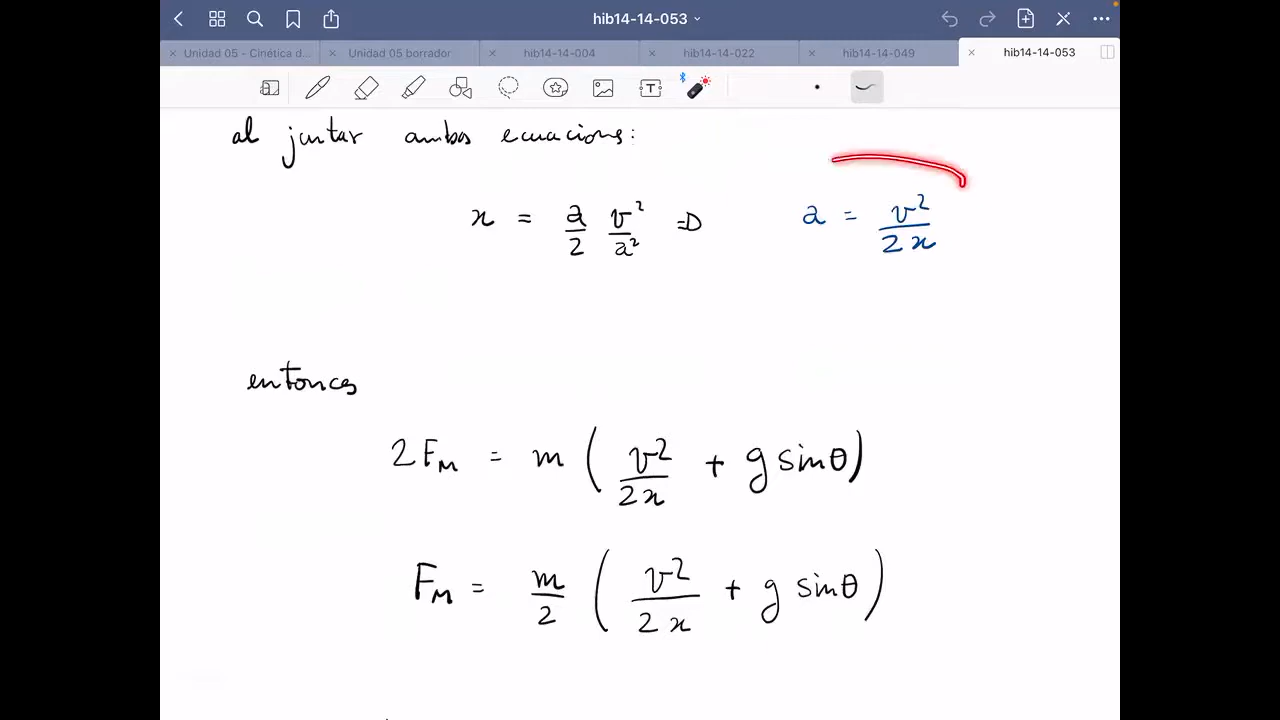 hib14-14-053
Unidad 05 - Cinética d...
Unidad 05 borrador
hib14-14-004
hib14-14-022
hib14-14-049
hib14-14-053
T
al juntar ambas ecuaciones:
x = a/2 v²/a² => a = v²/2x
entonces
2F_M = m ( v²/2x + g sinθ )
F_M = m/2 ( v²/2x + g sinθ )